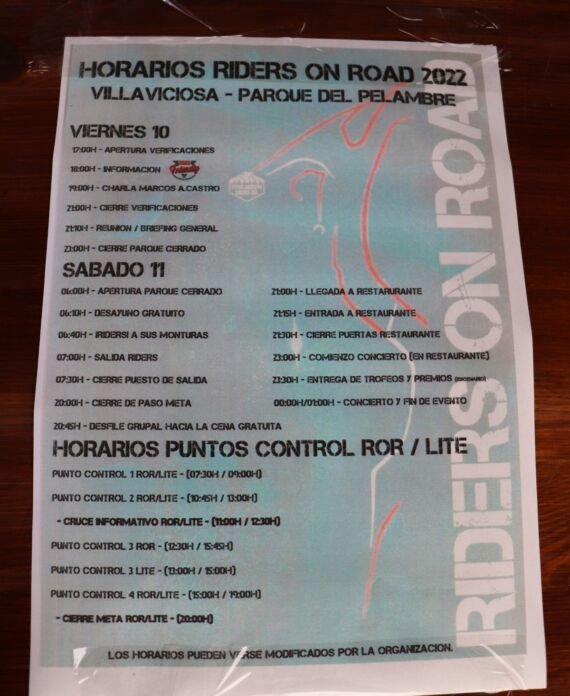 HORARIOS RIDERS ON ROAD 2022
VILLAVICIOSA - PARQUE DEL PELAMBRE
VIERNES 10
17:00H - APERTURA VERIFICACIONES
18:00H - INFORMACION Friendly
19:00H - CHARLA MARCOS A.CASTRO
21:00H - CIERRE VERIFICACIONES
21:10H - REUNION / BRIEFING GENERAL
23:00H - CIERRE PARQUE CERRADO
SABADO 11
06:00H - APERTURA PARQUE CERRADO
06:10H - DESAYUNO GRATUITO
06:40H - IRIDERS! A SUS MONTURAS
07:00H - SALIDA RIDERS
07:30H - CIERRE PUESTO DE SALIDA
20:00H - CIERRE DE PASO META
20:45H - DESFILE GRUPAL HACIA LA CENA GRATUITA
21:00H - LLEGADA A RESTARURANTE
21:15H - ENTRADA A RESTAURANTE
21:30H - CIERRE PUERTAS RESTAURANTE
23:00H - COMIENZO CONCIERTO (EN RESTAURANTE)
23:30H - ENTREGA DE TROFEOS Y PREMIOS (ESCENARIO)
00:00H/01:00H - CONCIERTO Y FIN DE EVENTO
HORARIOS PUNTOS CONTROL ROR / LITE
PUNTO CONTROL 1 ROR/LITE - (07:30H / 09:00H)
PUNTO CONTROL 2 ROR/LITE - (10:45H / 13:00H)
- CRUCE INFORMATIVO ROR/LITE - (11:00H / 12:30H)
PUNTO CONTROL 3 ROR - (12:30H / 15:45H)
PUNTO CONTROL 3 LITE - (13:00H / 15:00H)
PUNTO CONTROL 4 ROR/LITE - (15:00H / 19:00H)
- CIERRE META ROR/LITE - (20:00H)
LOS HORARIOS PUEDEN VERSE MODIFICADOS POR LA ORGANIZACION.
RIDERS ON ROAD